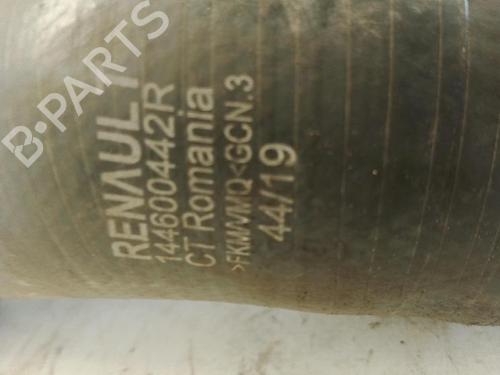 RENAULT
144600442R
CT Romania
>FKM/VMQ<GCN.3
44/19
B-PARTS